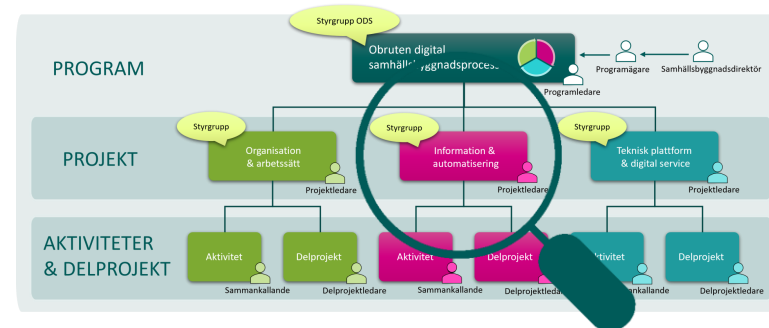 Styrgrupp ODS
Obruten digital
PROGRAM
Programägare
Samhällsbyggnadsdirektör
Programledare
Styrgrupp
Styrgrupp
Styrgrupp
PROJEKT
Organisation
& arbetssätt
Information &
automatisering
Teknisk plattform
& digital service
Projektledare
Projektledare
Projektledare
AKTIVITETER
& DELPROJEKT
Aktivitet
Delprojekt
Aktivitet
Delprojekt
Delprojekt
Sammankallande
Delprojektledare
Sammankallande
Delprojektledare